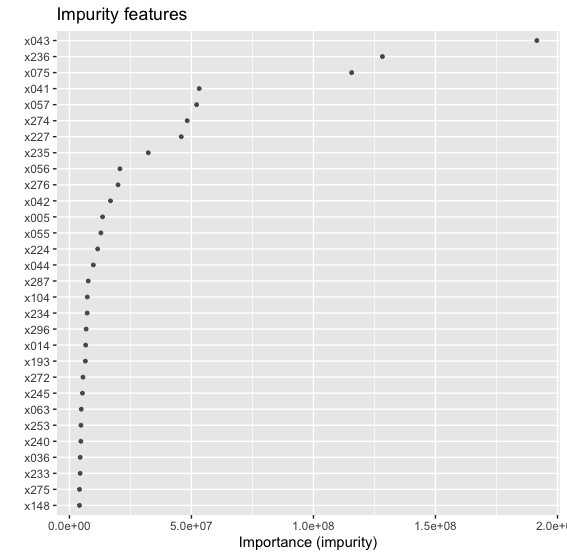 Impurity features
x043
x236
x075
x041
x057
x274
x227
x235
x056
x276
x042
x005
x055
x224
x044
x287
x104
x234
x296
x014
x193
x272
x245
x063
x253
x240
x036
x233
x275
x148
0.0e+00 5.0e+07 1.0e+08 1.5e+08 2.0e+
Importance (impurity)